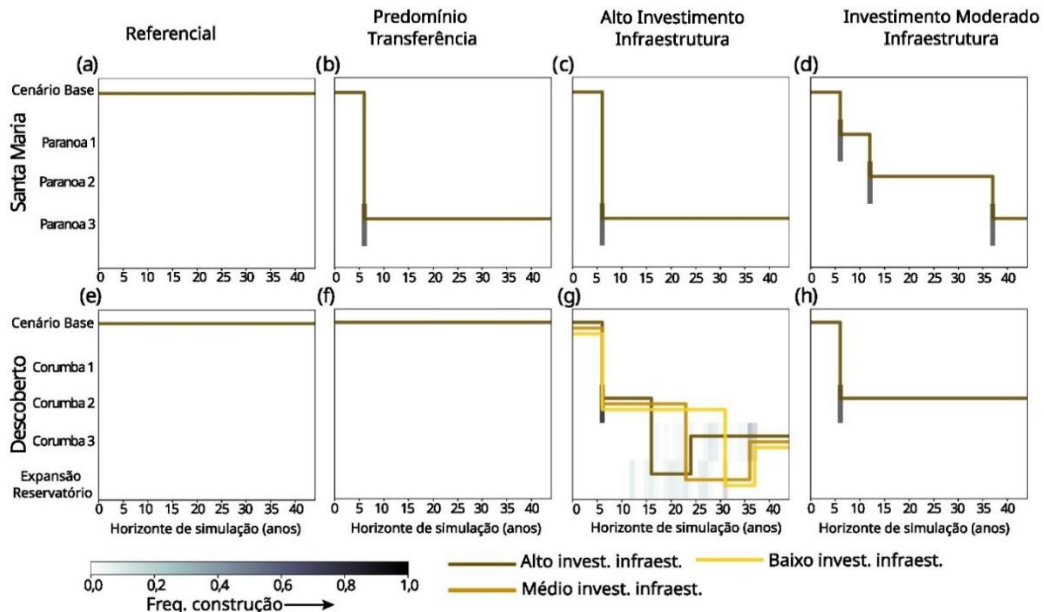 Referencial
Predomínio
Transferência
Alto Investimento
Infraestrutura
Investimento Moderado
Infraestrutura
(a)
(b)
(c)
(d)
Santa Maria
Cenário Base
Paranoa 1
Paranoa 2
Paranoa 3
0 5 10 15 20 25 30 35 40
0 5 10 15 20 25 30 35 40
0 5 10 15 20 25 30 35 40
0 5 10 15 20 25 30 35 40
(e)
(f)
(g)
(h)
Descoberto
Cenário Base
Corumba 1
Corumba 2
Corumba 3
Expansão
Reservatório
0 5 10 15 20 25 30 35 40
0 5 10 15 20 25 30 35 40
0 5 10 15 20 25 30 35 40
0 5 10 15 20 25 30 35 40
Horizonte de simulação (anos)
Horizonte de simulação (anos)
Horizonte de simulação (anos)
Horizonte de simulação (anos)
0,0 0,2 0,4 0,6 0,8 1,0
Freq. construção
Alto invest. infraest.
Baixo invest. infraest.
Médio invest. infraest.